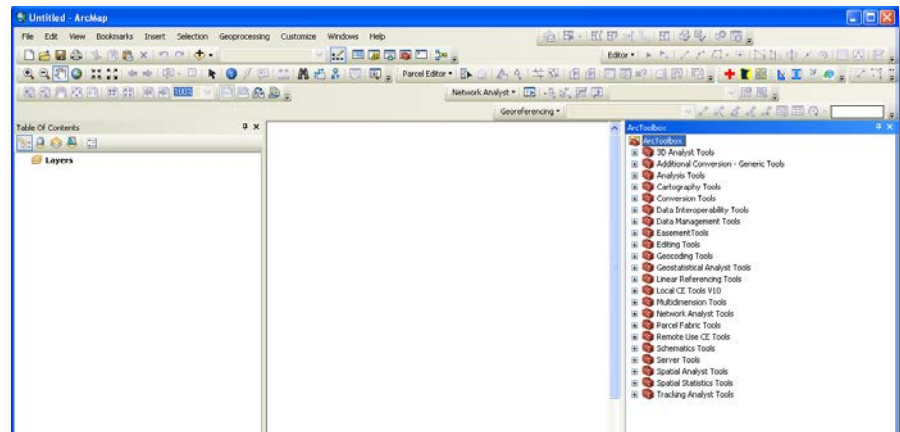 Untitled - ArcMap
File Edit View Bookmarks Insert Selection Geoprocessing Customize Windows Help
Editor
Parcel Editor
100%
Network Analyst
Georeferencing
Table Of Contents
Layers
ArcToolbox
ArcToolbox
3D Analyst Tools
Additional Conversion - Generic Tools
Analysis Tools
Cartography Tools
Conversion Tools
Data Interoperability Tools
Data Management Tools
EasementTools
Editing Tools
Geocoding Tools
Geostatistical Analyst Tools
Linear Referencing Tools
Local CE Tools V10
Multidimension Tools
Network Analyst Tools
Parcel Fabric Tools
Remote Use CE Tools
Schematics Tools
Server Tools
Spatial Analyst Tools
Spatial Statistics Tools
Tracking Analyst Tools